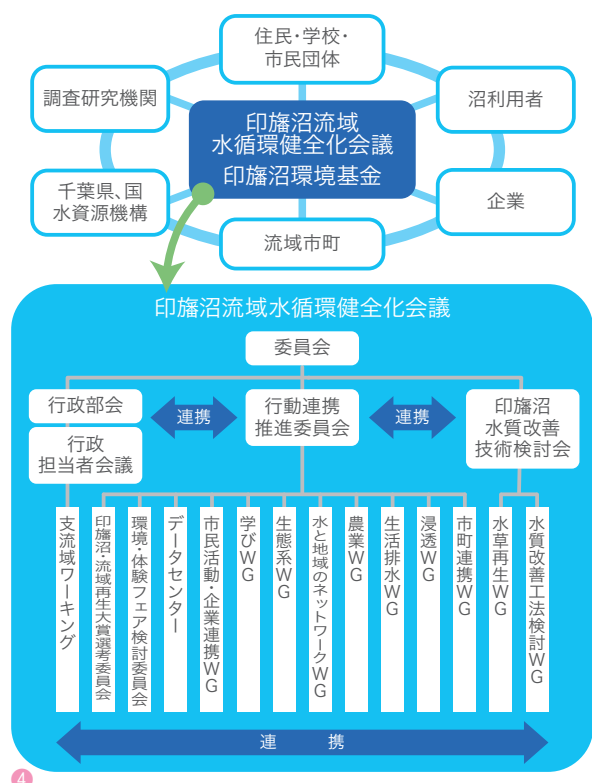 住民・学校・
市民団体
調査研究機関
沼利用者
印旛沼流域
水循環健全化会議
印旛沼環境基金
千葉県、国
水資源機構
企業
流域市町
印旛沼流域水循環健全化会議
委員会
行政部会
連携
行動連携
推進委員会
連携
印旛沼
水質改善
技術検討会
行政
担当者会議
支流域ワーキング
印旛沼・流域再生大賞選考委員会
環境・体験フェア検討委員会
データセンター
市民活動・企業連携WG
学びWG
生態系WG
水と地域のネットワークWG
農業WG
生活排水WG
浸透WG
市町連携WG
水草再生WG
水質改善工法検討WG
連携
4